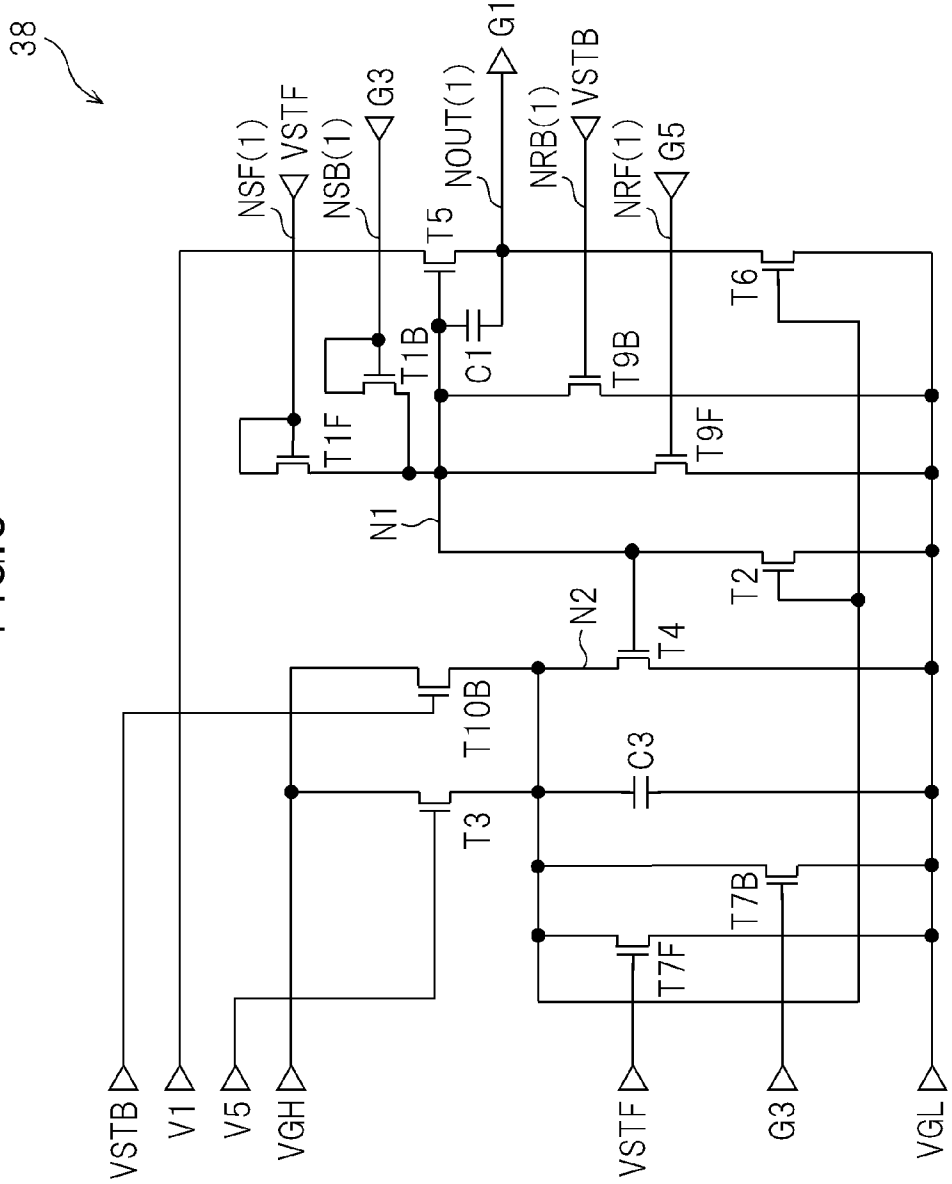 38
NSF(1)
VSTF
NSB(1)
G3
NOUT(1)
G1
NRB(1)
VSTB
NRF(1)
G5
T1F
T1B
T5
C1
T9B
T9F
T6
N1
N2
T4
T2
T10B
T3
C3
T7B
T7F
VSTB
V1
V5
VGH
VSTF
G3
VGL